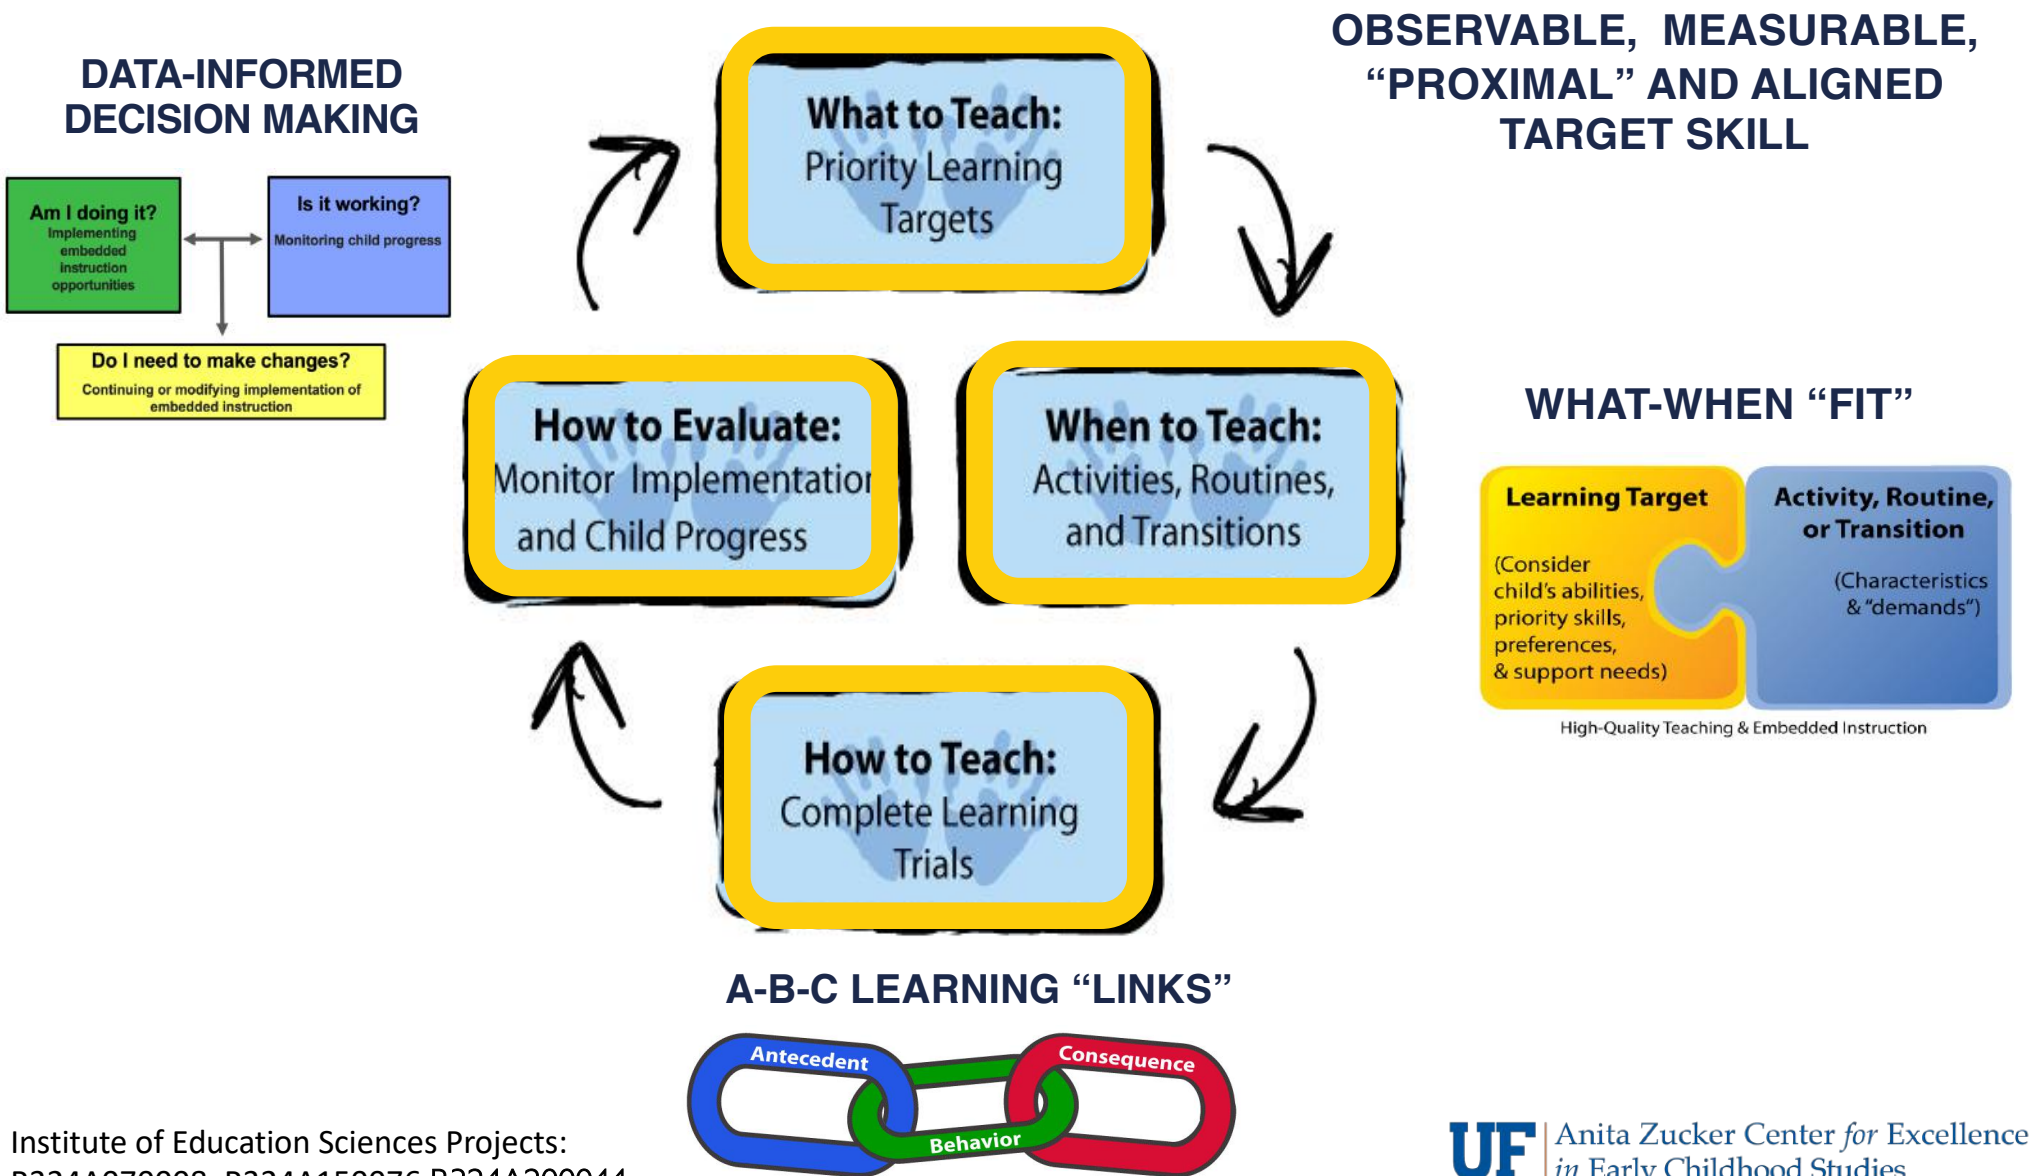 DATA-INFORMED
DECISION MAKING
Am I doing it?
Implementing
embedded
instruction
opportunities
Is it working?
Monitoring child progress
Do I need to make changes?
Continuing or modifying implementation of
embedded instruction
What to Teach:
Priority Learning
Targets
OBSERVABLE, MEASURABLE,
“PROXIMAL” AND ALIGNED
TARGET SKILL
How to Evaluate:
Monitor Implementation
and Child Progress
When to Teach:
Activities, Routines,
and Transitions
WHAT-WHEN “FIT”
Learning Target
(Consider
child's abilities,
priority skills,
preferences,
& support needs)
Activity, Routine,
or Transition
(Characteristics
& “demands”)
High-Quality Teaching & Embedded Instruction
How to Teach:
Complete Learning
Trials
A-B-C LEARNING “LINKS”
Antecedent
Behavior
Consequence
Institute of Education Sciences Projects:
UF
Anita Zucker Center for Excellence
in Early Childhood Studies